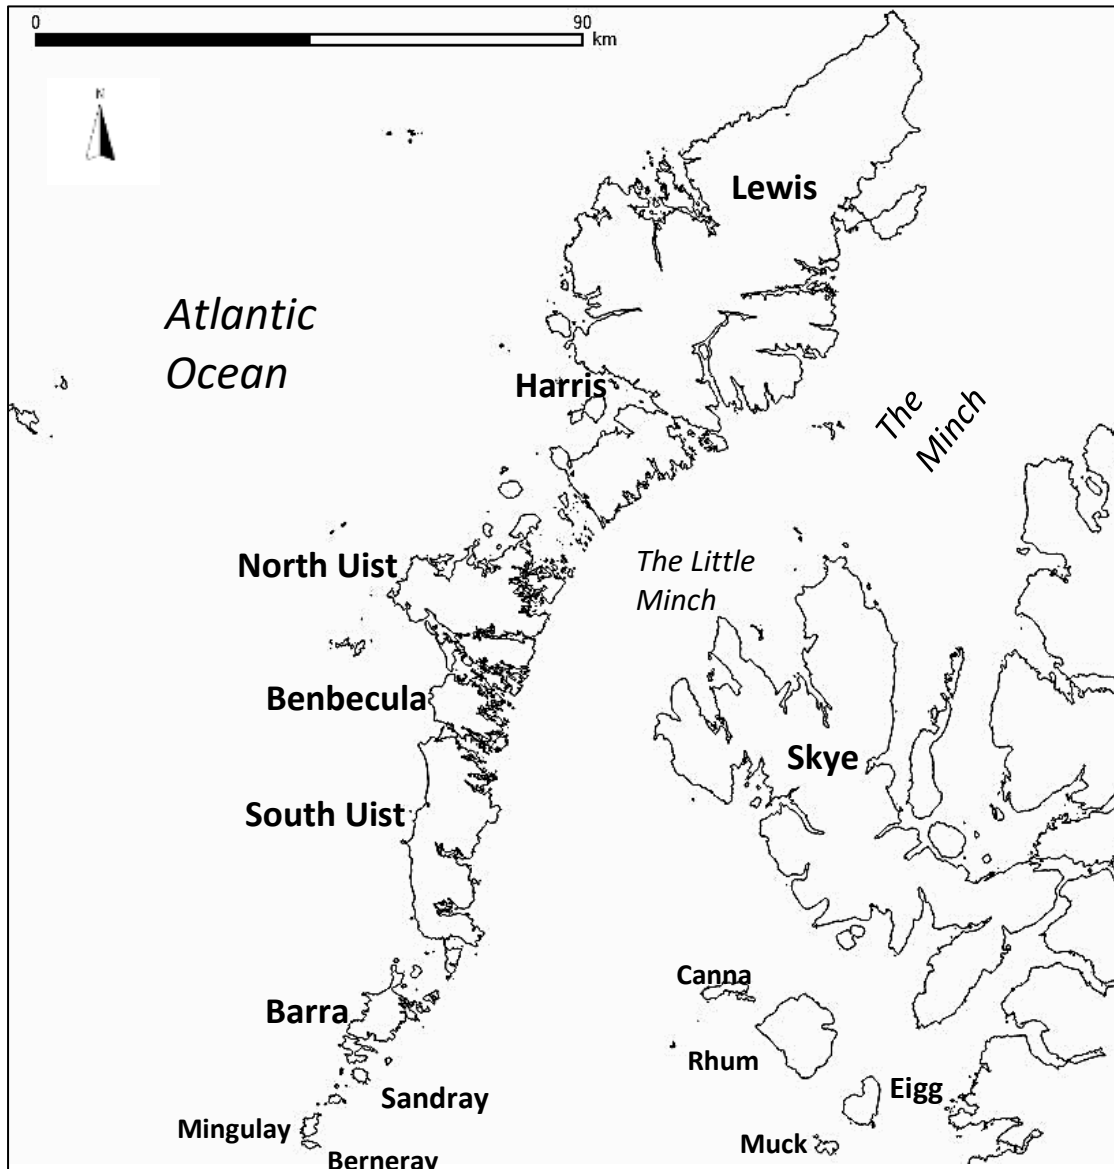 0 90
km
N
Lewis
Atlantic
Ocean
Harris
The
Minch
North Uist
The Little
Minch
Benbecula
Skye
South Uist
Canna
Barra
Rhum
Eigg
Sandray
Mingulay
Muck
Berneray